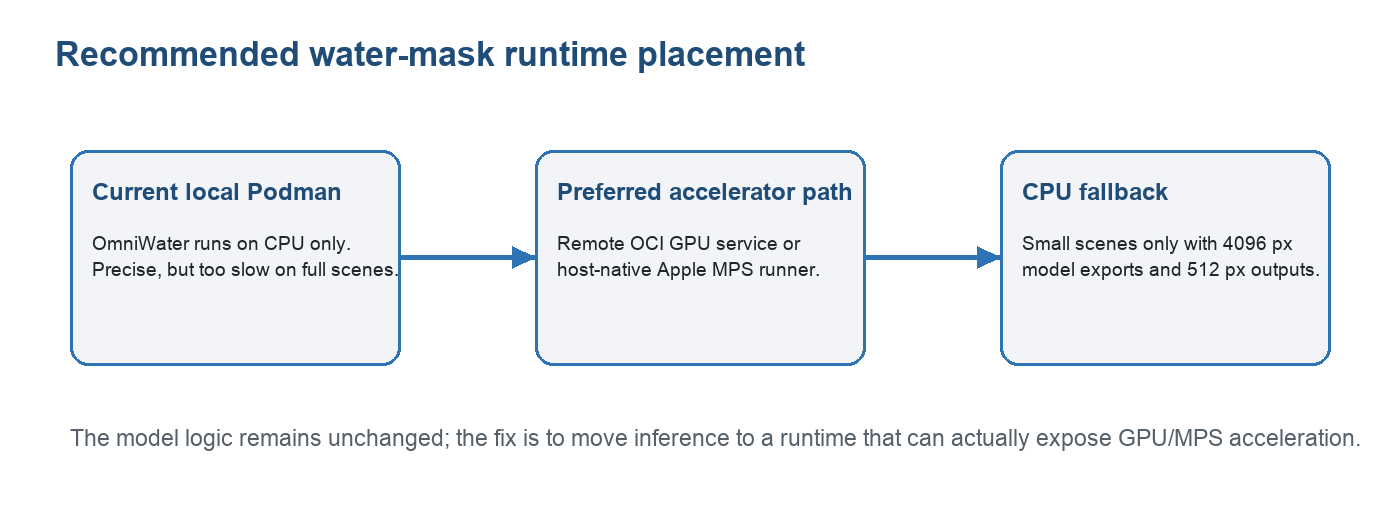 Recommended water-mask runtime placement
Current local Podman
OmniWater runs on CPU only.
Precise, but too slow on full scenes.
Preferred accelerator path
Remote OCI GPU service or
host-native Apple MPS runner.
CPU fallback
Small scenes only with 4096 px
model exports and 512 px outputs.
The model logic remains unchanged; the fix is to move inference to a runtime that can actually expose GPU/MPS acceleration.